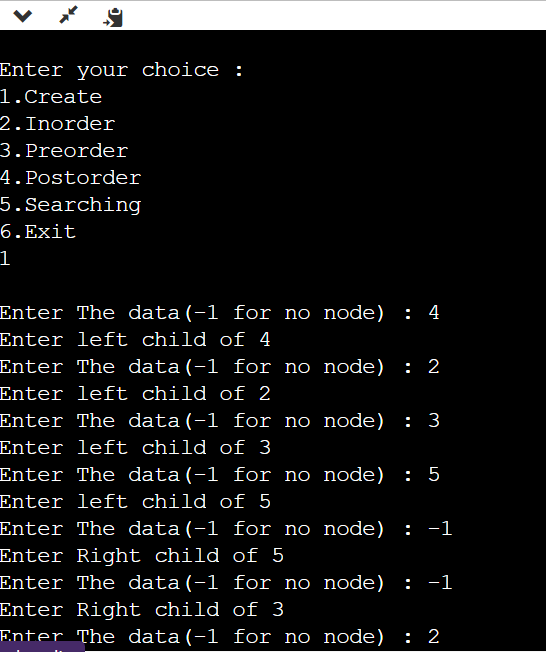 Enter your choice :
1.Create
2.Inorder
3.Preorder
4.Postorder
5.Searching
6.Exit
1
Enter The data(-1 for no node) : 4
Enter left child of 4
Enter The data(-1 for no node) : 2
Enter left child of 2
Enter The data(-1 for no node) : 3
Enter left child of 3
Enter The data(-1 for no node) : 5
Enter left child of 5
Enter The data(-1 for no node) : -1
Enter Right child of 5
Enter The data(-1 for no node) : -1
Enter Right child of 3
Enter The data(-1 for no node) : 2